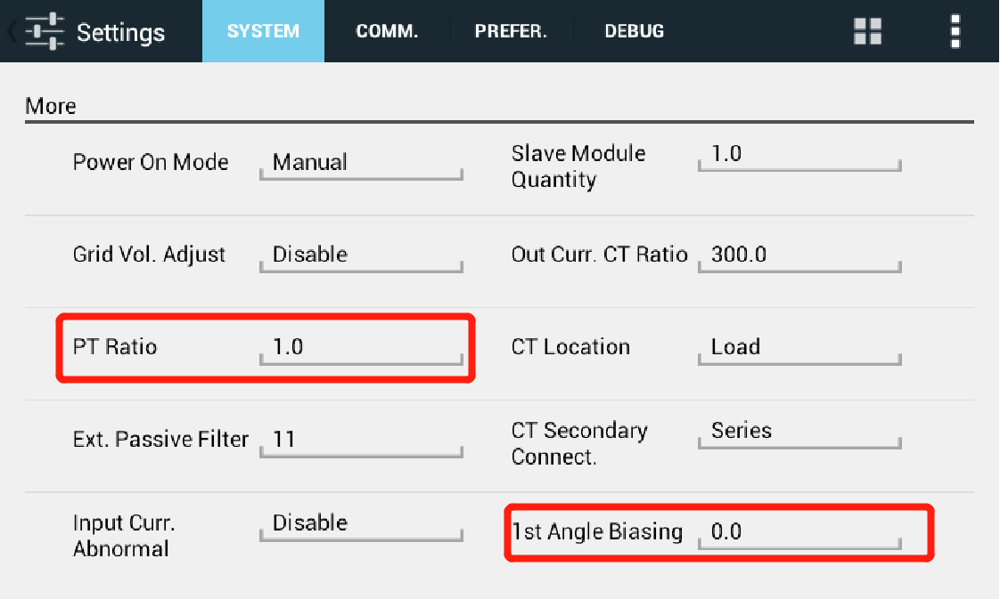 Settings SYSTEM COMM. PREFER. DEBUG
More
Power On Mode Manual
Slave Module
Quantity
1.0
Grid Vol. Adjust Disable
Out Curr. CT Ratio 300.0
PT Ratio 1.0
CT Location Load
Ext. Passive Filter 11
CT Secondary
Connect.
Series
Input Curr.
Abnormal
Disable
1st Angle Biasing 0.0